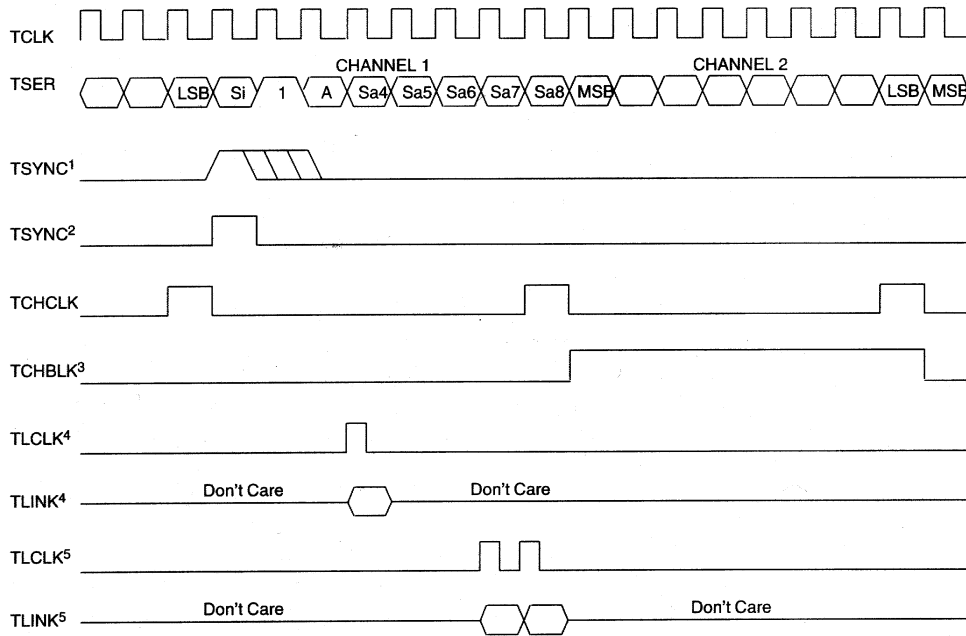 TCLK
CHANNEL 1 CHANNEL 2
TSER LSB Si 1 A Sa4 Sa5 Sa6 Sa7 Sa8 MSB LSB MSB
TSYNC¹
TSYNC²
TCHCLK
TCHBLK³
TLCLK⁴
TLINK⁴ Don't Care Don't Care
TLCLK⁵
TLINK⁵ Don't Care Don't Care